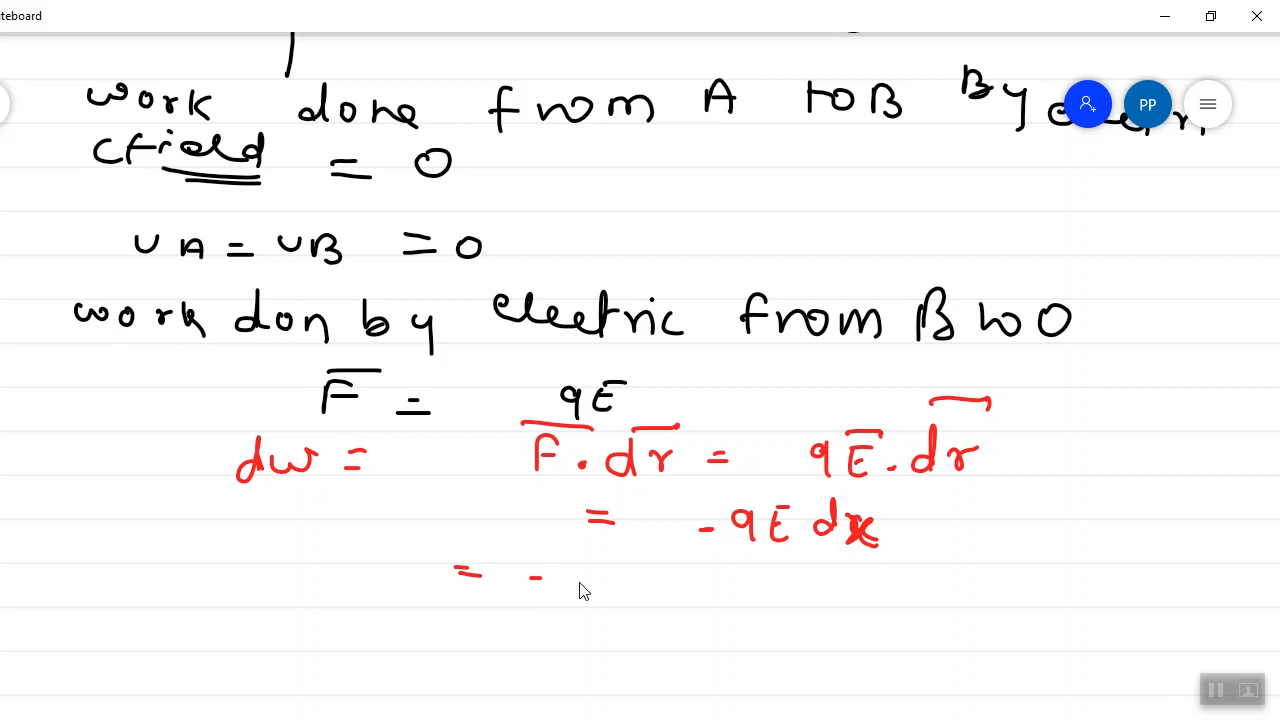 teboard
work done from A to B By electri
cfield = 0
PP
UA = UB = 0
work don by electric from B to O
F = qE
dw = F . dr = qE . dr
= - qE dx
= -